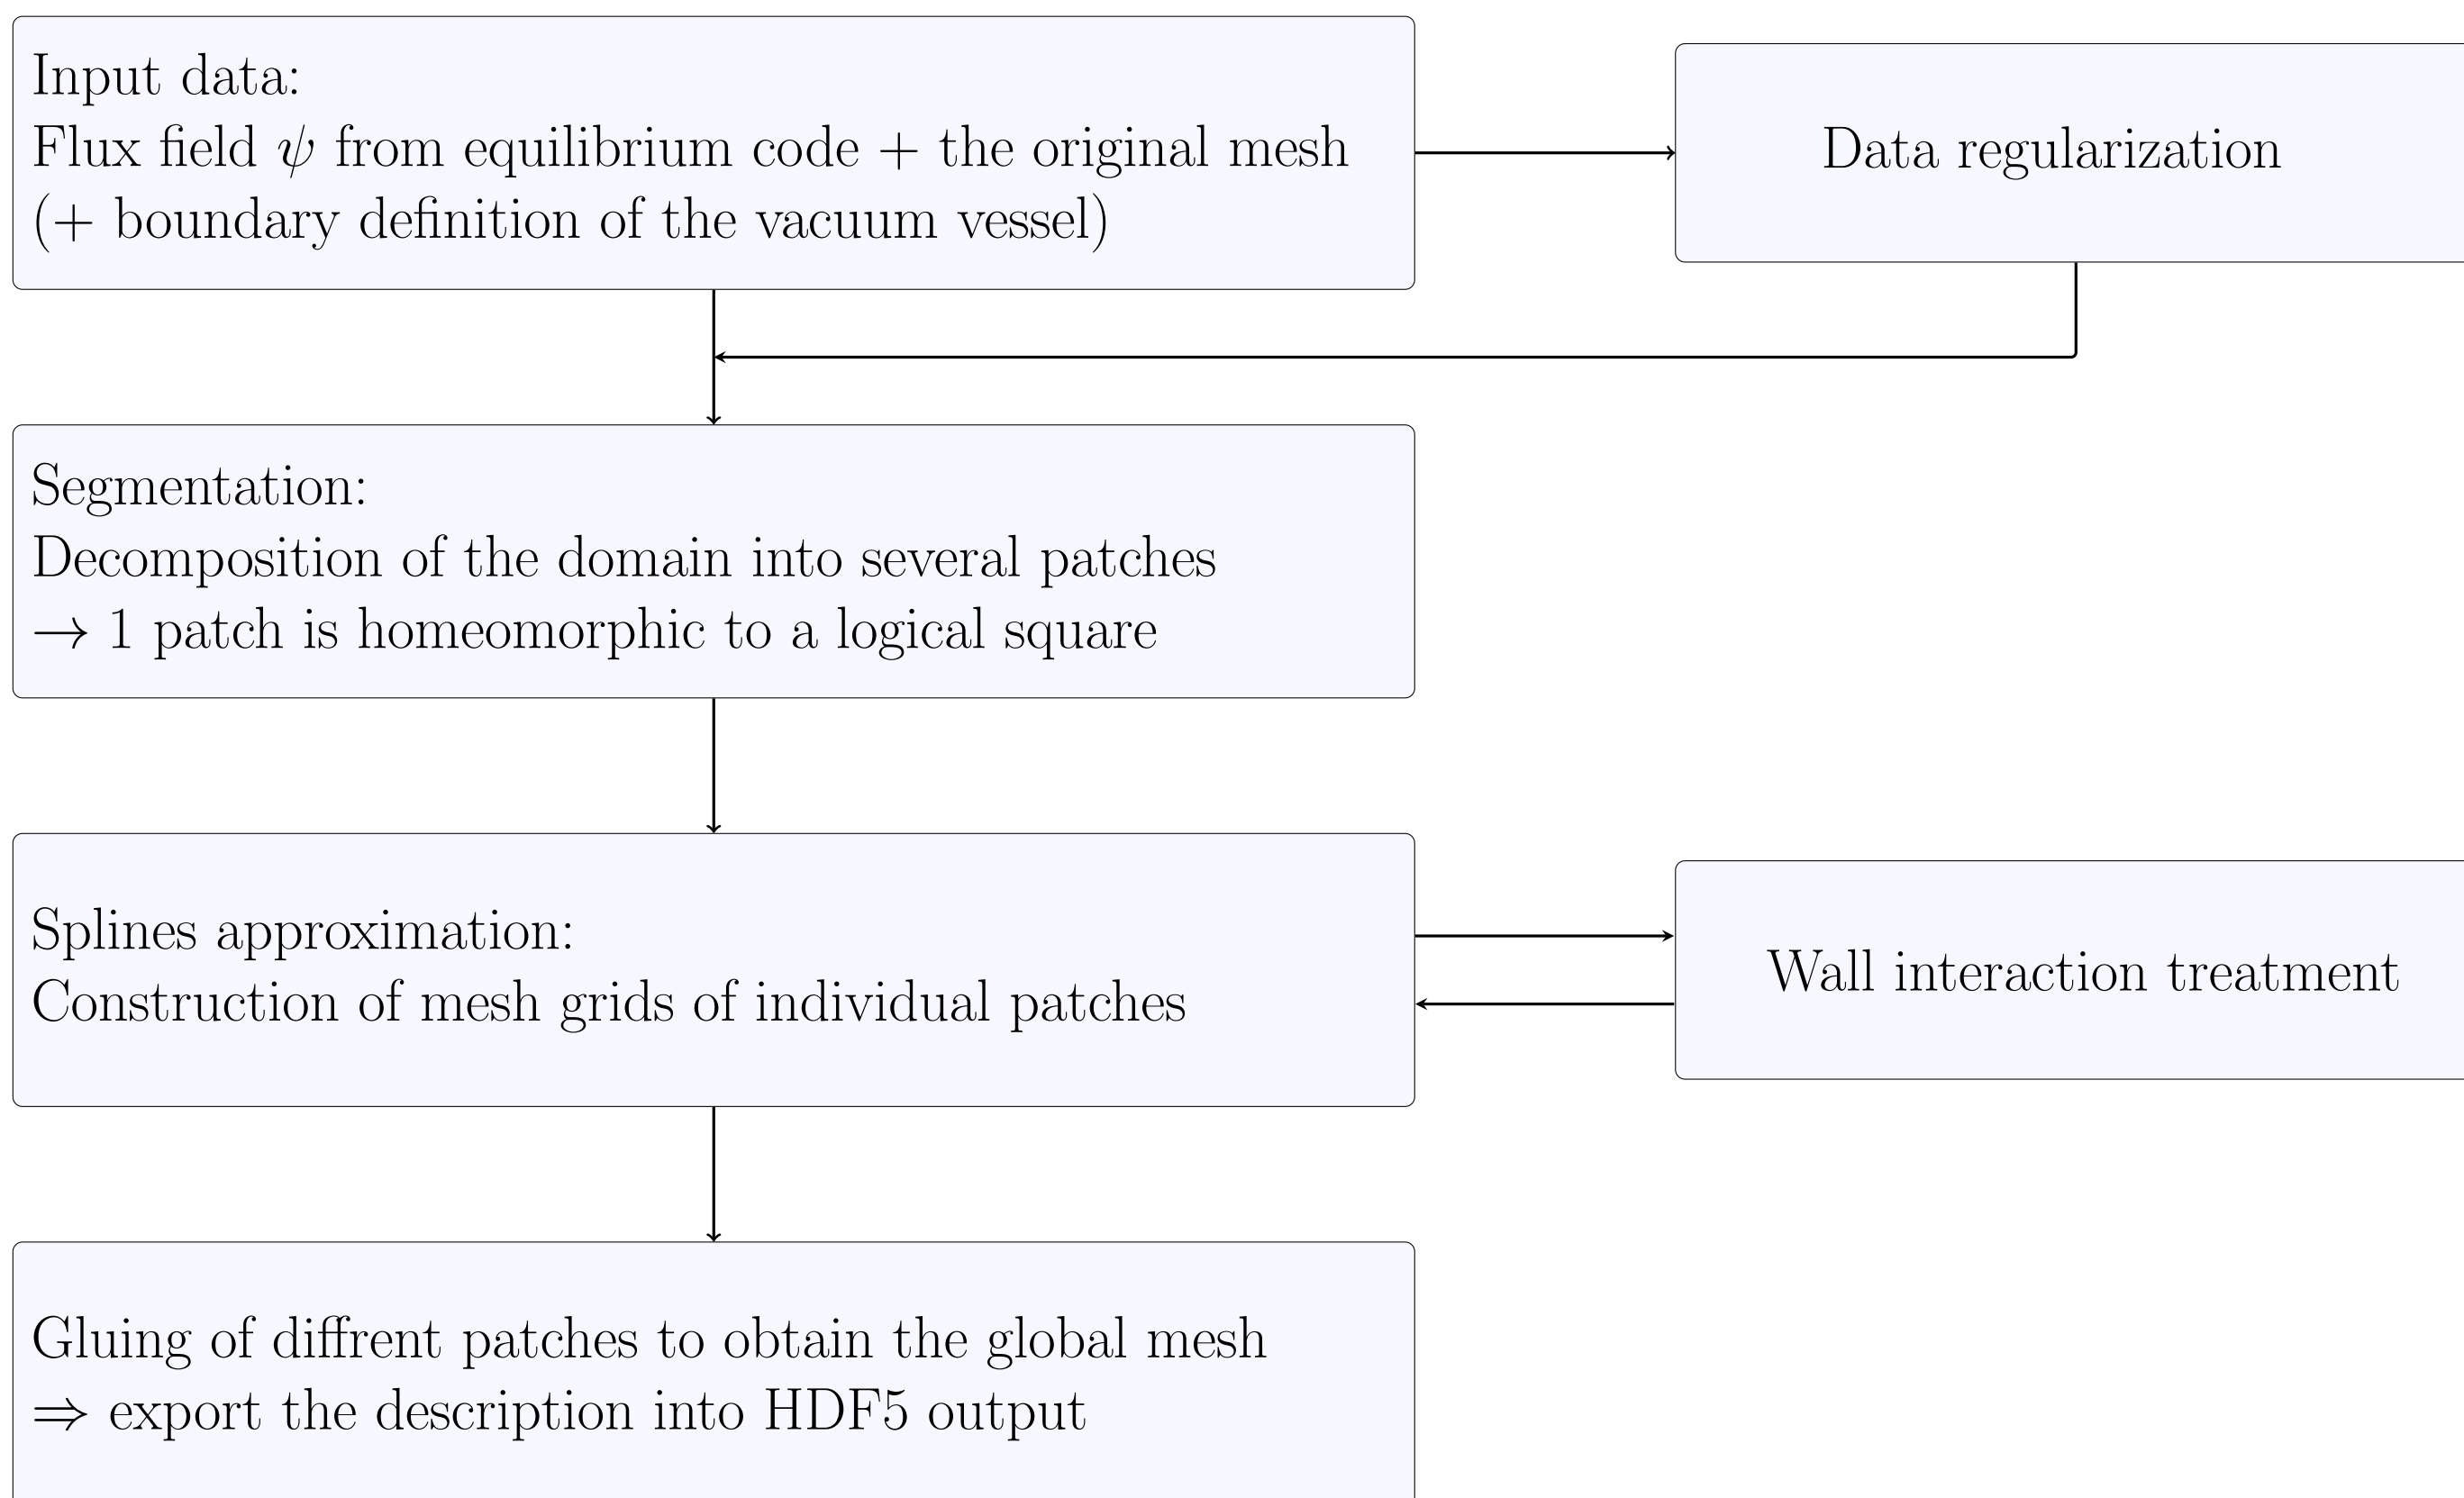 Input data:
Flux field ψ from equilibrium code + the original mesh
(+ boundary definition of the vacuum vessel)
Data regularization
Segmentation:
Decomposition of the domain into several patches
→ 1 patch is homeomorphic to a logical square
Splines approximation:
Construction of mesh grids of individual patches
Wall interaction treatment
Gluing of diffrent patches to obtain the global mesh
⇒ export the description into HDF5 output